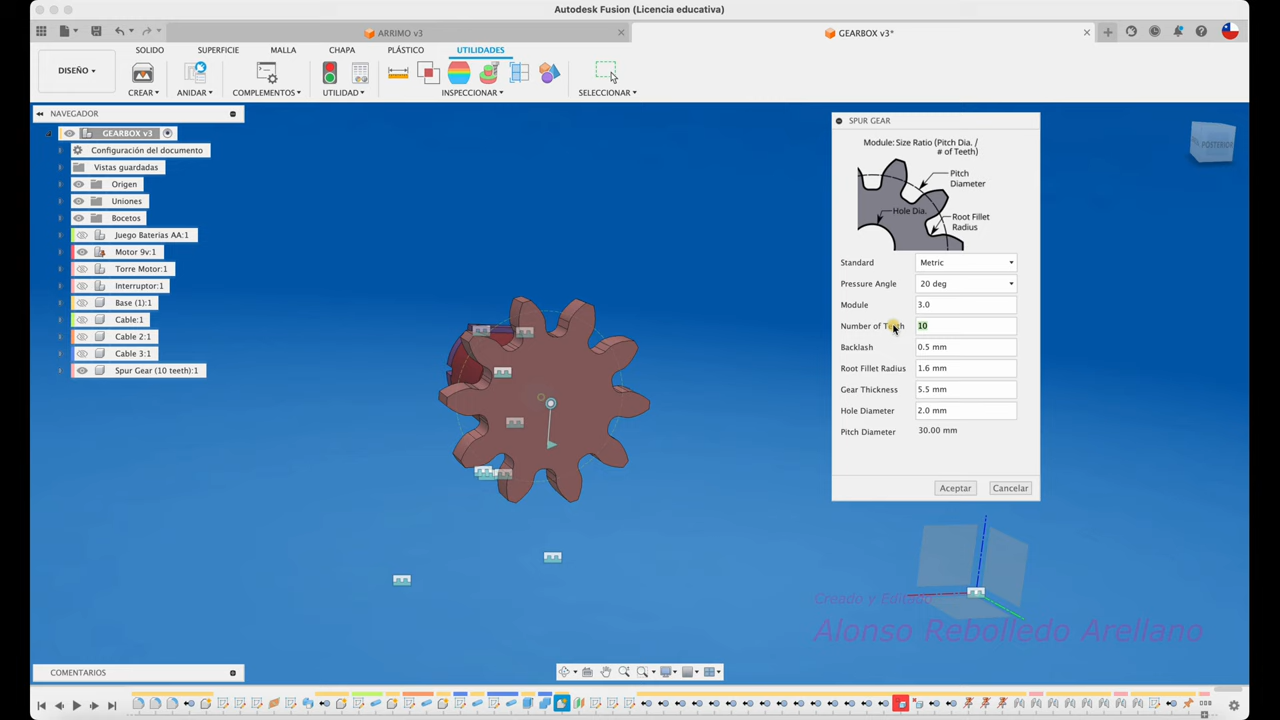 Autodesk Fusion (Licencia educativa)
ARRIMO v3
GEARBOX v3*
SOLIDO
SUPERFICIE
MALLA
CHAPA
PLÁSTICO
UTILIDADES
DISEÑO
CREAR
ANIDAR
COMPLEMENTOS
UTILIDAD
INSPECCIONAR
SELECCIONAR
NAVEGADOR
GEARBOX v3
Configuración del documento
Vistas guardadas
Origen
Uniones
Bocetos
Juego Baterias AA:1
Motor 9v:1
Torre Motor:1
Interruptor:1
Base (1):1
Cable:1
Cable 2:1
Cable 3:1
Spur Gear (10 teeth):1
SPUR GEAR
Module: Size Ratio (Pitch Dia. /
# of Teeth)
Pitch
Diameter
Hole Dia.
Root Fillet
Radius
Standard Metric
Pressure Angle 20 deg
Module 3.0
Number of Teeth 10
Backlash 0.5 mm
Root Fillet Radius 1.6 mm
Gear Thickness 5.5 mm
Hole Diameter 2.0 mm
Pitch Diameter 30.00 mm
Aceptar Cancelar
POSTERIOR
Creado y Editado
Alonso Rebolledo Arellano
COMENTARIOS